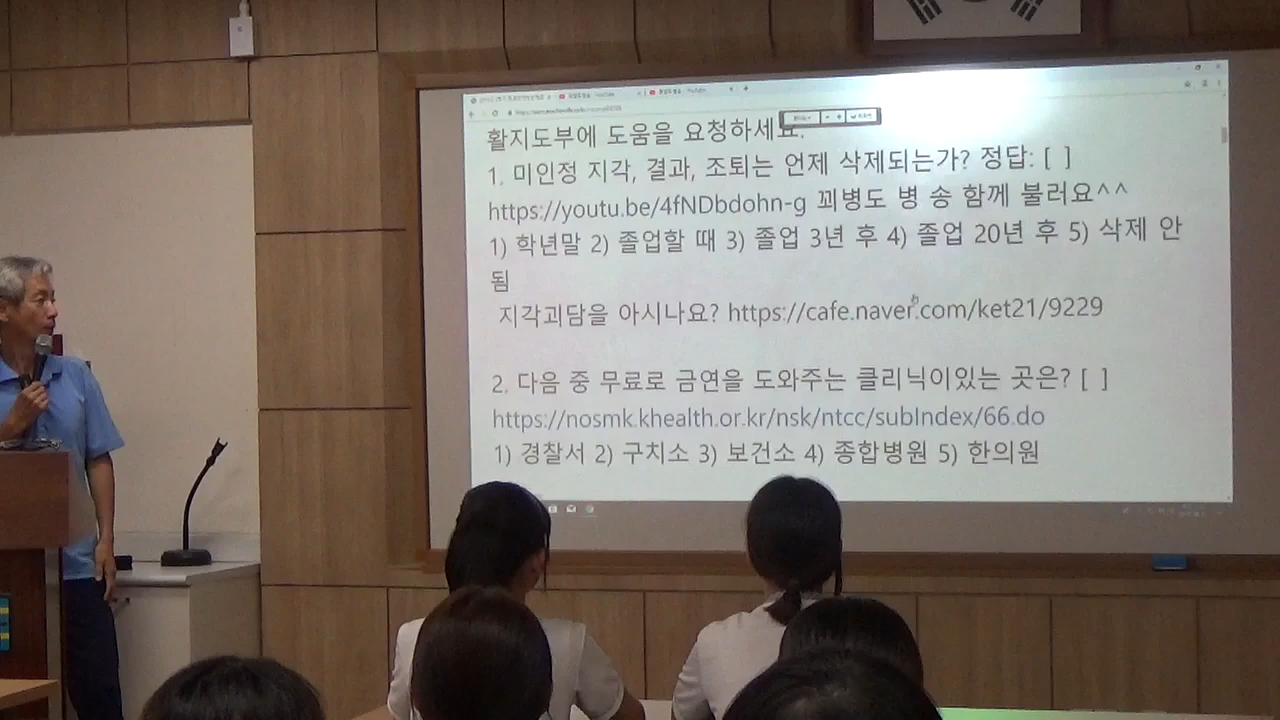 활지도부에 도움을 요청하세요.
1. 미인정 지각, 결과, 조퇴는 언제 삭제되는가? 정답: [ ]
https://youtu.be/4fNDbdohn-g 꾀병도 병 송 함께 불러요^^
1) 학년말 2) 졸업할 때 3) 졸업 3년 후 4) 졸업 20년 후 5) 삭제 안
됨
지각괴담을 아시나요? https://cafe.naver.com/ket21/9229
2. 다음 중 무료로 금연을 도와주는 클리닉이있는 곳은? [ ]
https://nosmk.khealth.or.kr/nsk/ntcc/subIndex/66.do
1) 경찰서 2) 구치소 3) 보건소 4) 종합병원 5) 한의원